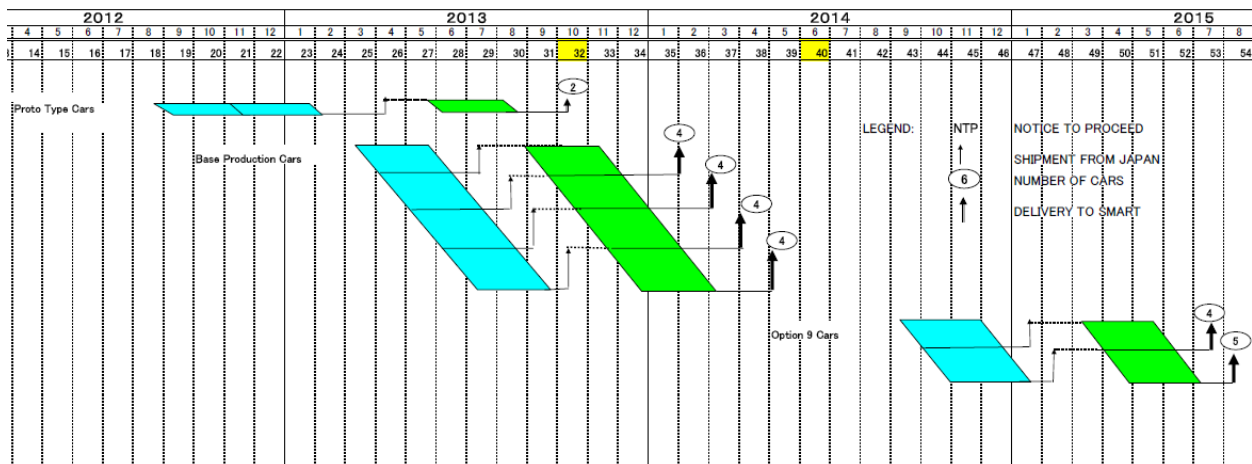 2012 2013 2014 2015
4 5 6 7 8 9 10 11 12 1 2 3 4 5 6 7 8 9 10 11 12 1 2 3 4 5 6 7 8 9 10 11 12 1 2 3 4 5 6 7 8
14 15 16 17 18 19 20 21 22 23 24 25 26 27 28 29 30 31 32 33 34 35 36 37 38 39 40 41 42 43 44 45 46 47 48 49 50 51 52 53 54
2
Proto Type Cars
4
LEGEND: NTP NOTICE TO PROCEED
Base Production Cars
SHIPMENT FROM JAPAN
4
6 NUMBER OF CARS
4
DELIVERY TO SMART
4
4
Option 9 Cars
5